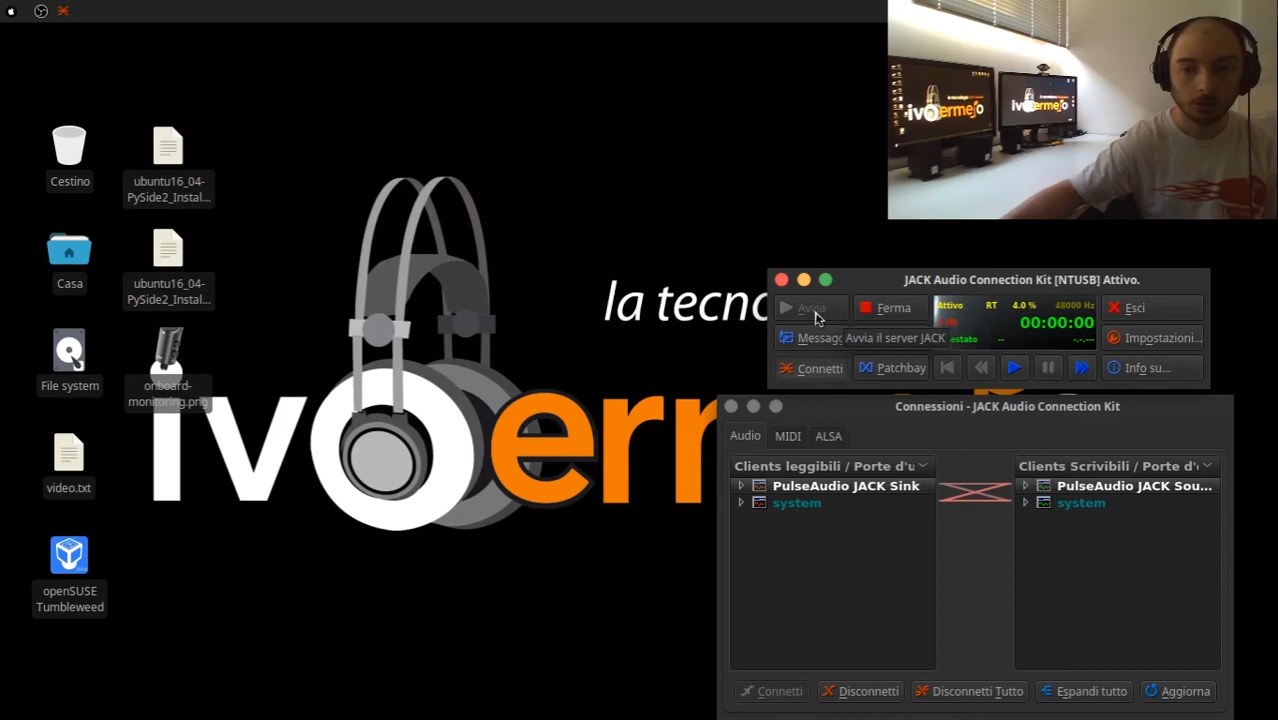 Cestino
ubuntu16_04-
PySide2_Instal...
Casa
ubuntu16_04-
PySide2_Instal...
File system
onboard-
monitoring.png
video.txt
openSUSE
Tumbleweed
la tecno
ivo erm
JACK Audio Connection Kit [NTUSB] Attivo.
Avvia
Ferma
Attivo RT 4.0 % 48000 Hz
00:00:00
Esci
Messag
Avvia il server JACK
-- -.-.---
Impostazioni...
Connetti
Patchbay
Info su...
Connessioni - JACK Audio Connection Kit
Audio MIDI ALSA
Clients leggibili / Porte d'u
Clients Scrivibili / Porte d'
PulseAudio JACK Sink
PulseAudio JACK Sou...
system
system
Connetti
Disconnetti
Disconnetti Tutto
Espandi tutto
Aggiorna